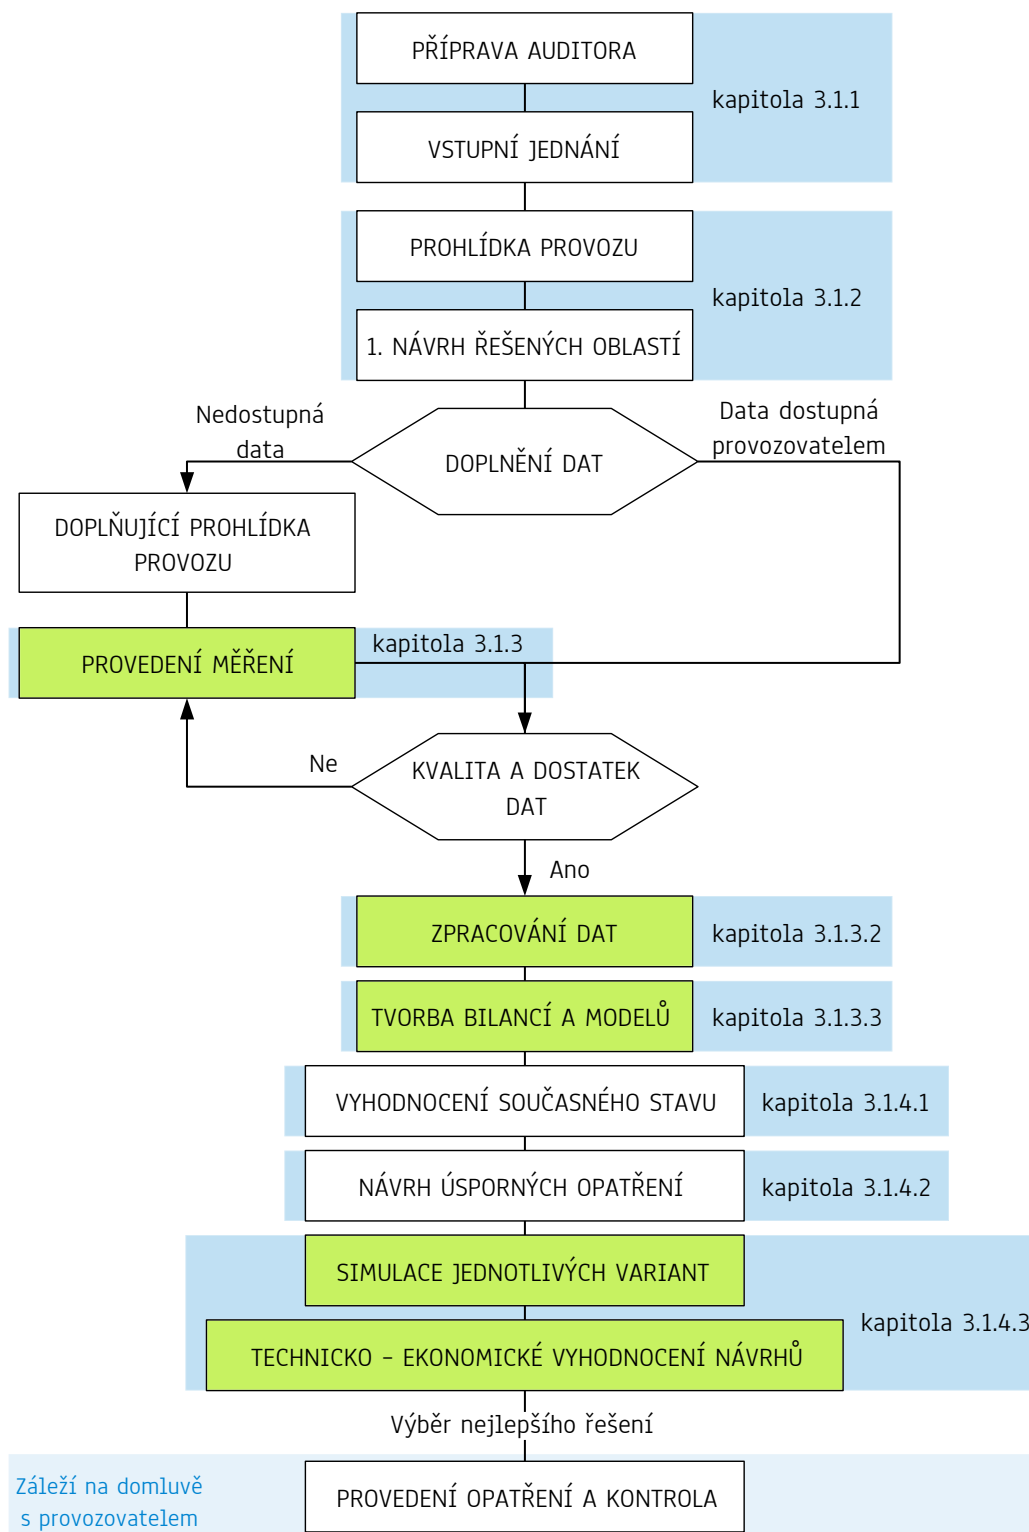 PŘÍPRAVA AUDITORA
kapitola 3.1.1
VSTUPNÍ JEDNÁNÍ
PROHLÍDKA PROVOZU
kapitola 3.1.2
1. NÁVRH ŘEŠENÝCH OBLASTÍ
Nedostupná
data
Data dostupná
provozovatelem
DOPLNĚNÍ DAT
DOPLŇUJÍCÍ PROHLÍDKA
PROVOZU
kapitola 3.1.3
PROVEDENÍ MĚŘENÍ
Ne
KVALITA A DOSTATEK
DAT
Ano
ZPRACOVÁNÍ DAT
kapitola 3.1.3.2
TVORBA BILANCÍ A MODELŮ
kapitola 3.1.3.3
VYHODNOCENÍ SOUČASNÉHO STAVU
kapitola 3.1.4.1
NÁVRH ÚSPORNÝCH OPATŘENÍ
kapitola 3.1.4.2
SIMULACE JEDNOTLIVÝCH VARIANT
kapitola 3.1.4.3
TECHNICKO – EKONOMICKÉ VYHODNOCENÍ NÁVRHŮ
Výběr nejlepšího řešení
Záleží na domluvě
s provozovatelem
PROVEDENÍ OPATŘENÍ A KONTROLA